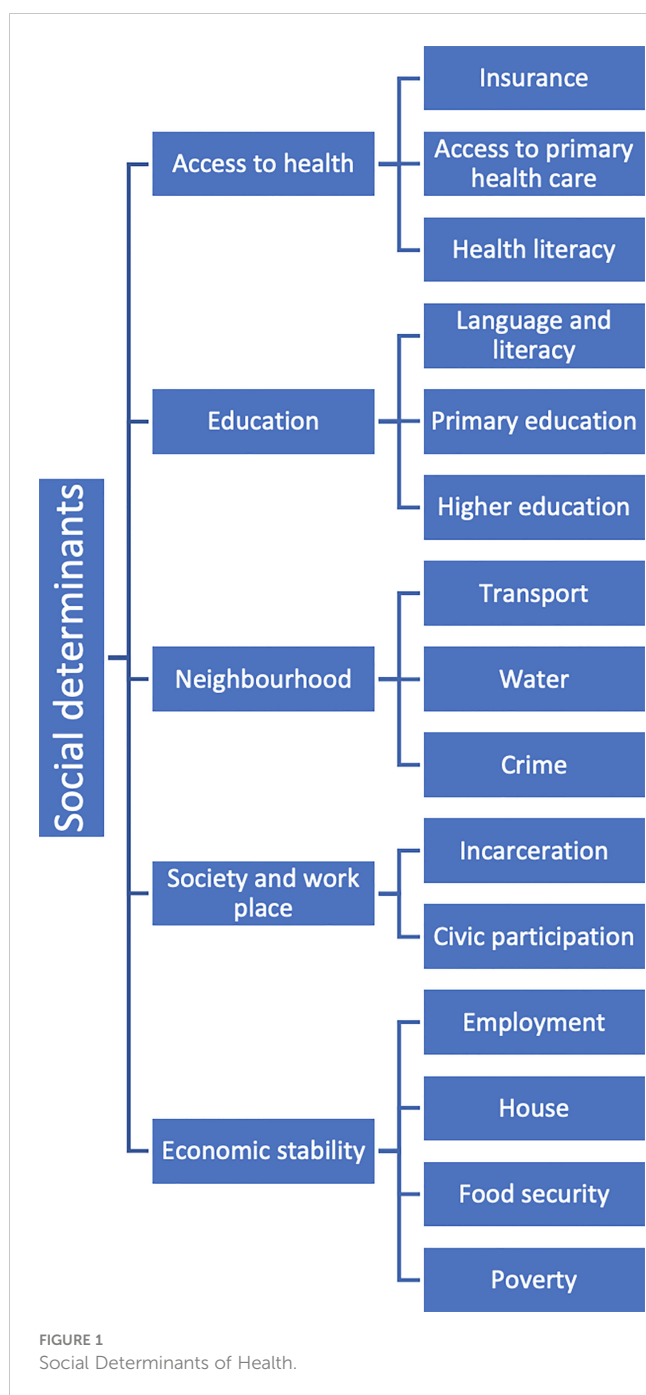 Social determinants
Access to health
Insurance
Access to primary
health care
Health literacy
Education
Language and
literacy
Primary education
Higher education
Neighbourhood
Transport
Water
Crime
Society and work
place
Incarceration
Civic participation
Economic stability
Employment
House
Food security
Poverty
FIGURE 1
Social Determinants of Health.